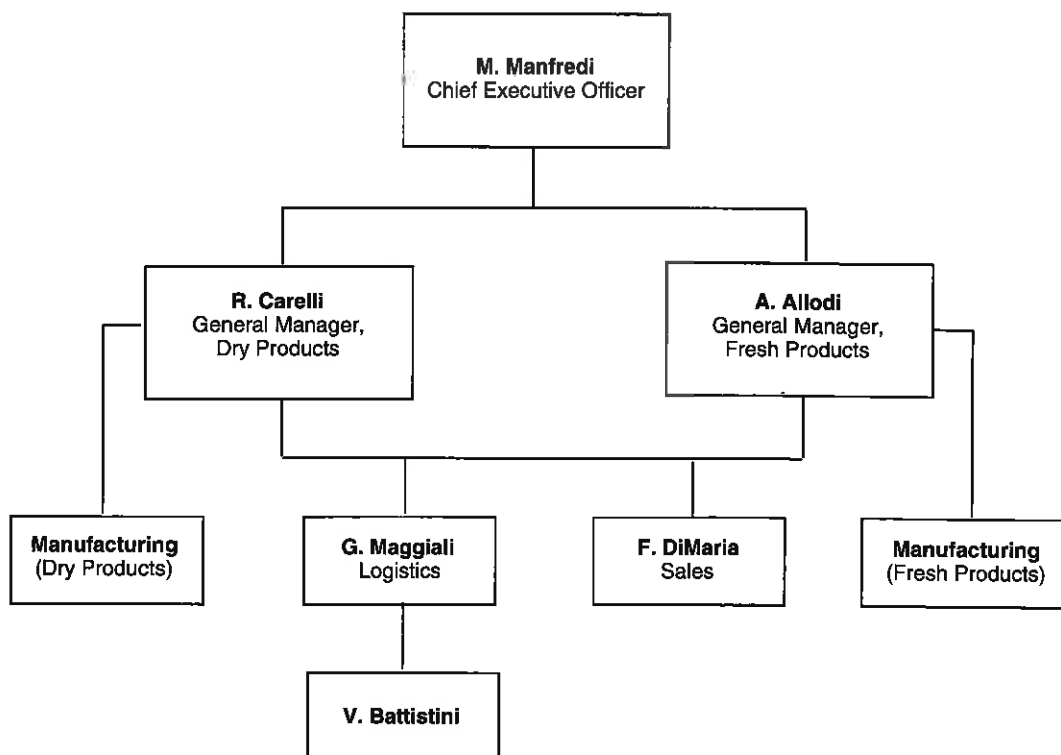 M. Manfredi
Chief Executive Officer
R. Carelli
General Manager,
Dry Products
A. Allodi
General Manager,
Fresh Products
Manufacturing
(Dry Products)
G. Maggiali
Logistics
F. DiMaria
Sales
Manufacturing
(Fresh Products)
V. Battistini